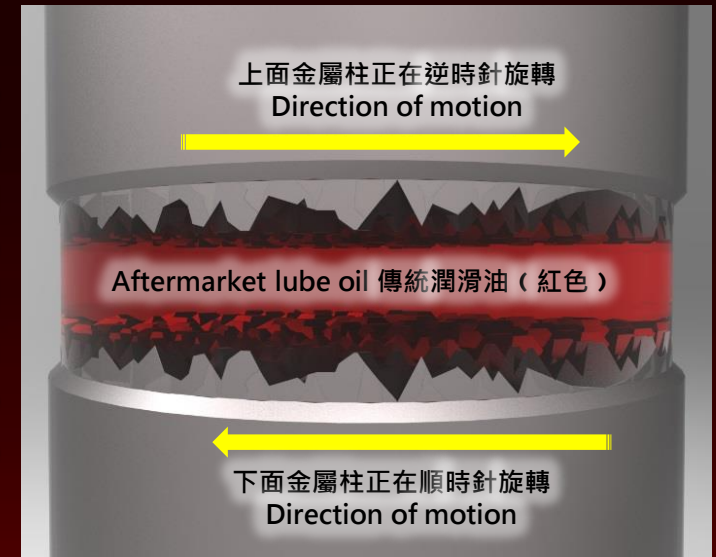 上面金屬柱正在逆時針旋轉
Direction of motion
Aftermarket lube oil 傳統潤滑油（紅色）
下面金屬柱正在順時針旋轉
Direction of motion